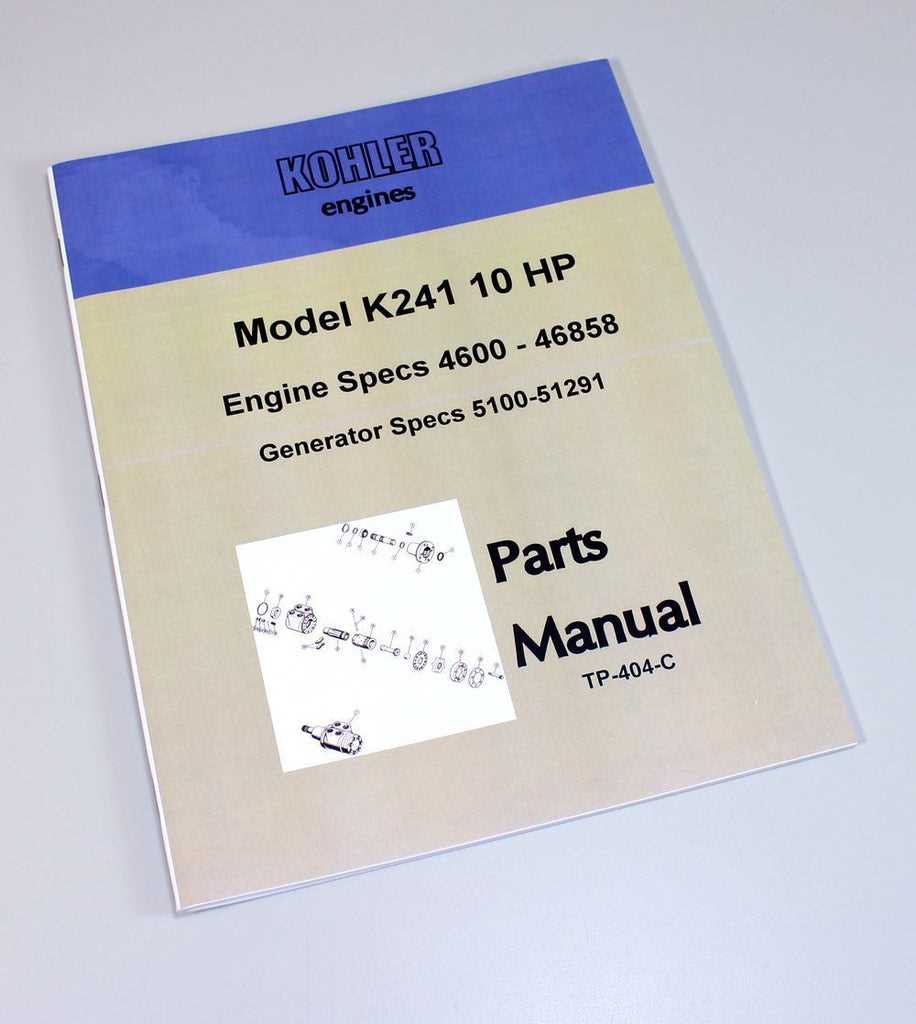 KOHLER
engines
Model K241 10 HP
Engine Specs 4600 - 46858
Generator Specs 5100-51291
Parts
Manual
TP-404-C